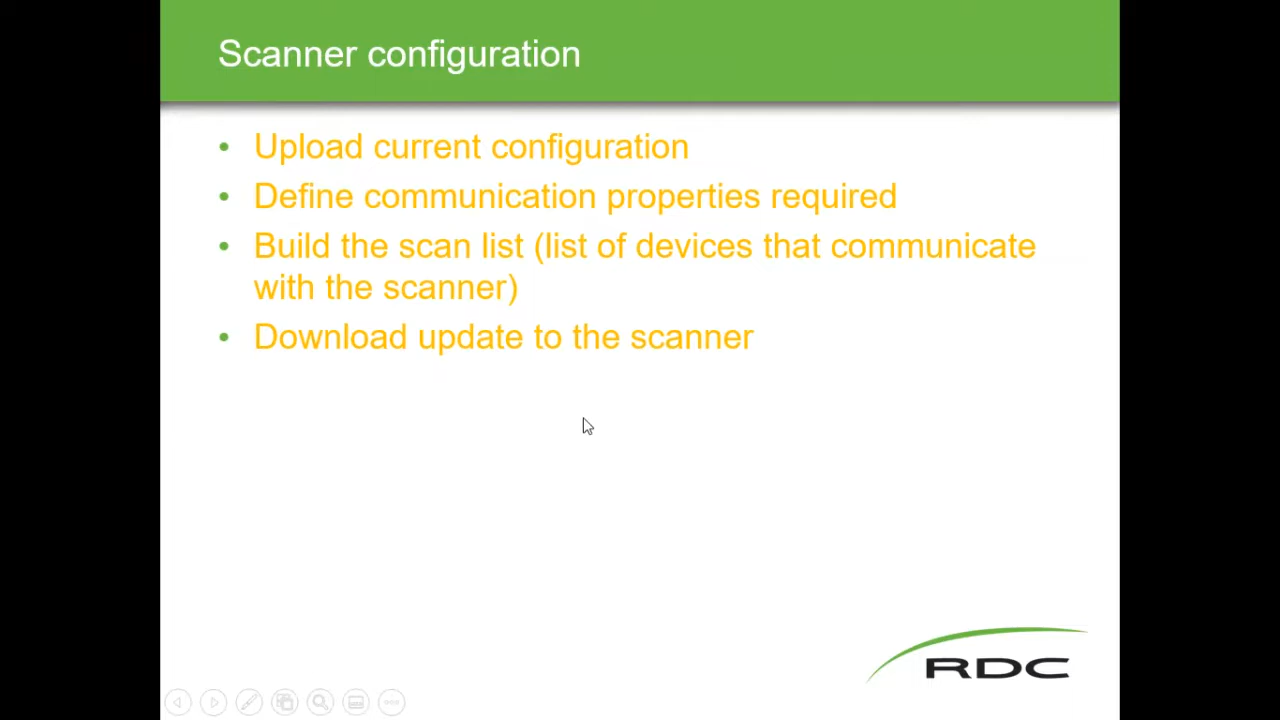 Scanner configuration
• Upload current configuration
• Define communication properties required
• Build the scan list (list of devices that communicate
with the scanner)
• Download update to the scanner
RDC